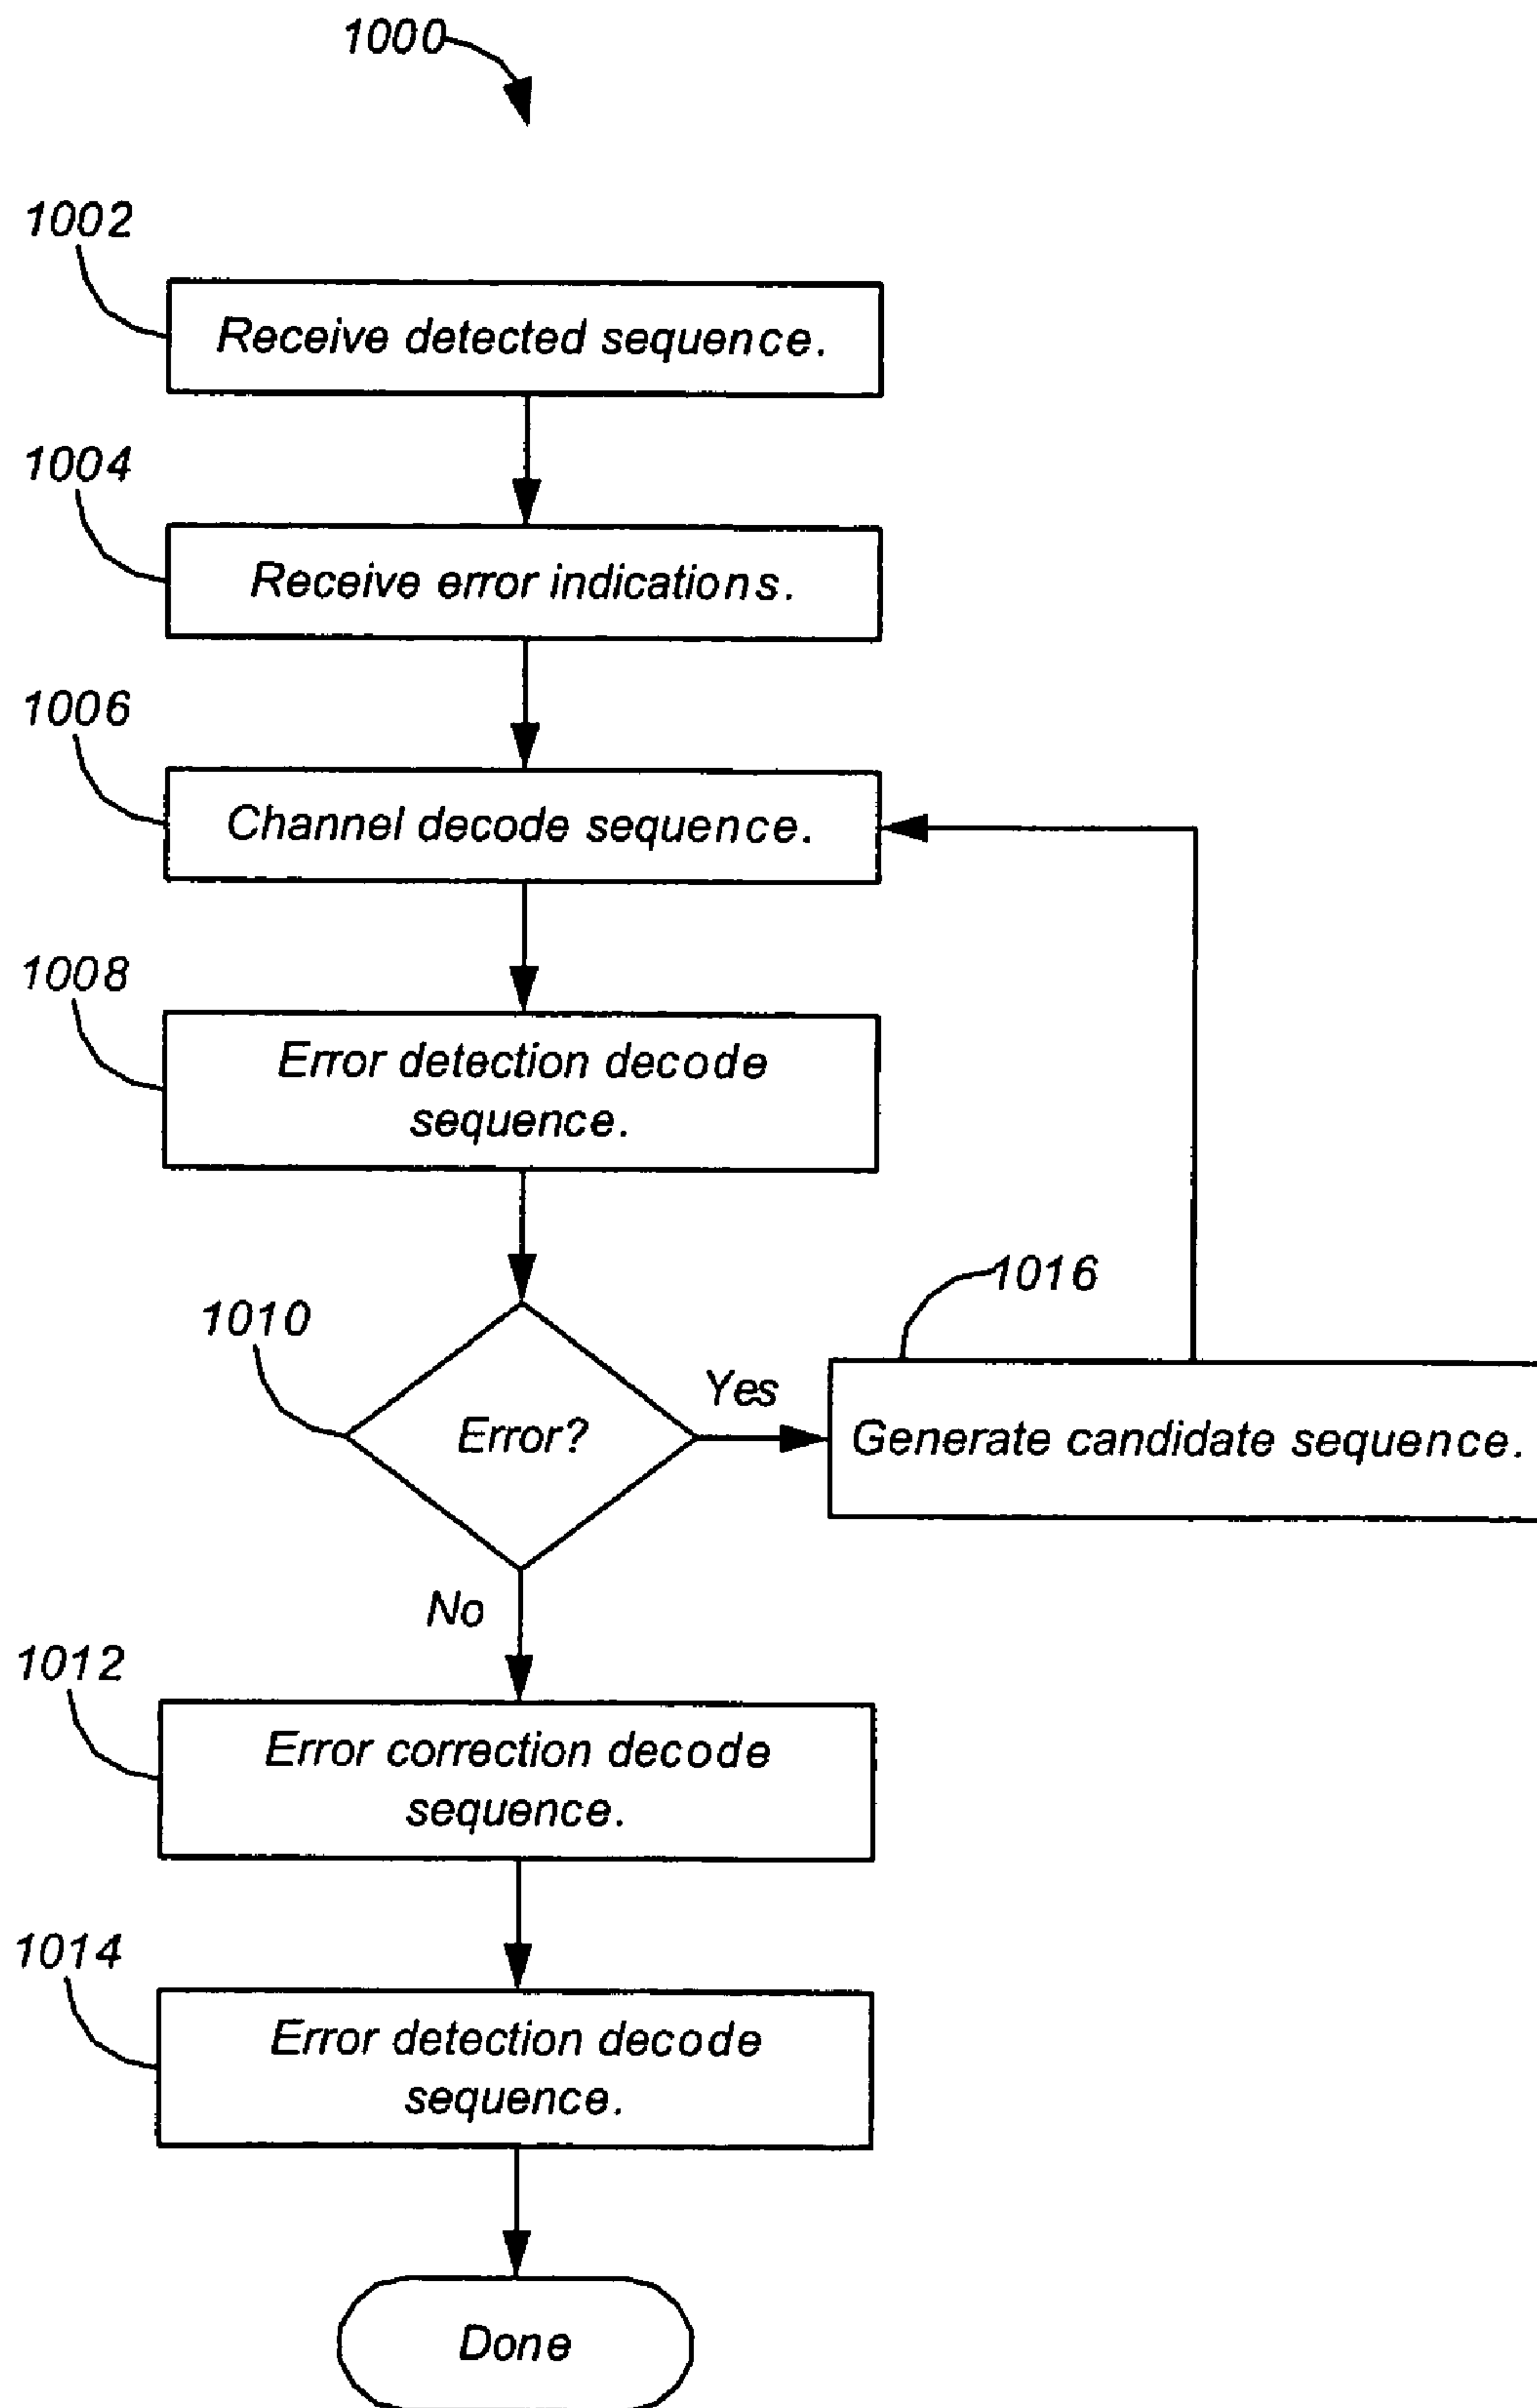 1000
1002
Receive detected sequence.
1004
Receive error indications.
1006
Channel decode sequence.
1008
Error detection decode
sequence.
1010
Error?
Yes
1016
Generate candidate sequence.
No
1012
Error correction decode
sequence.
1014
Error detection decode
sequence.
Done